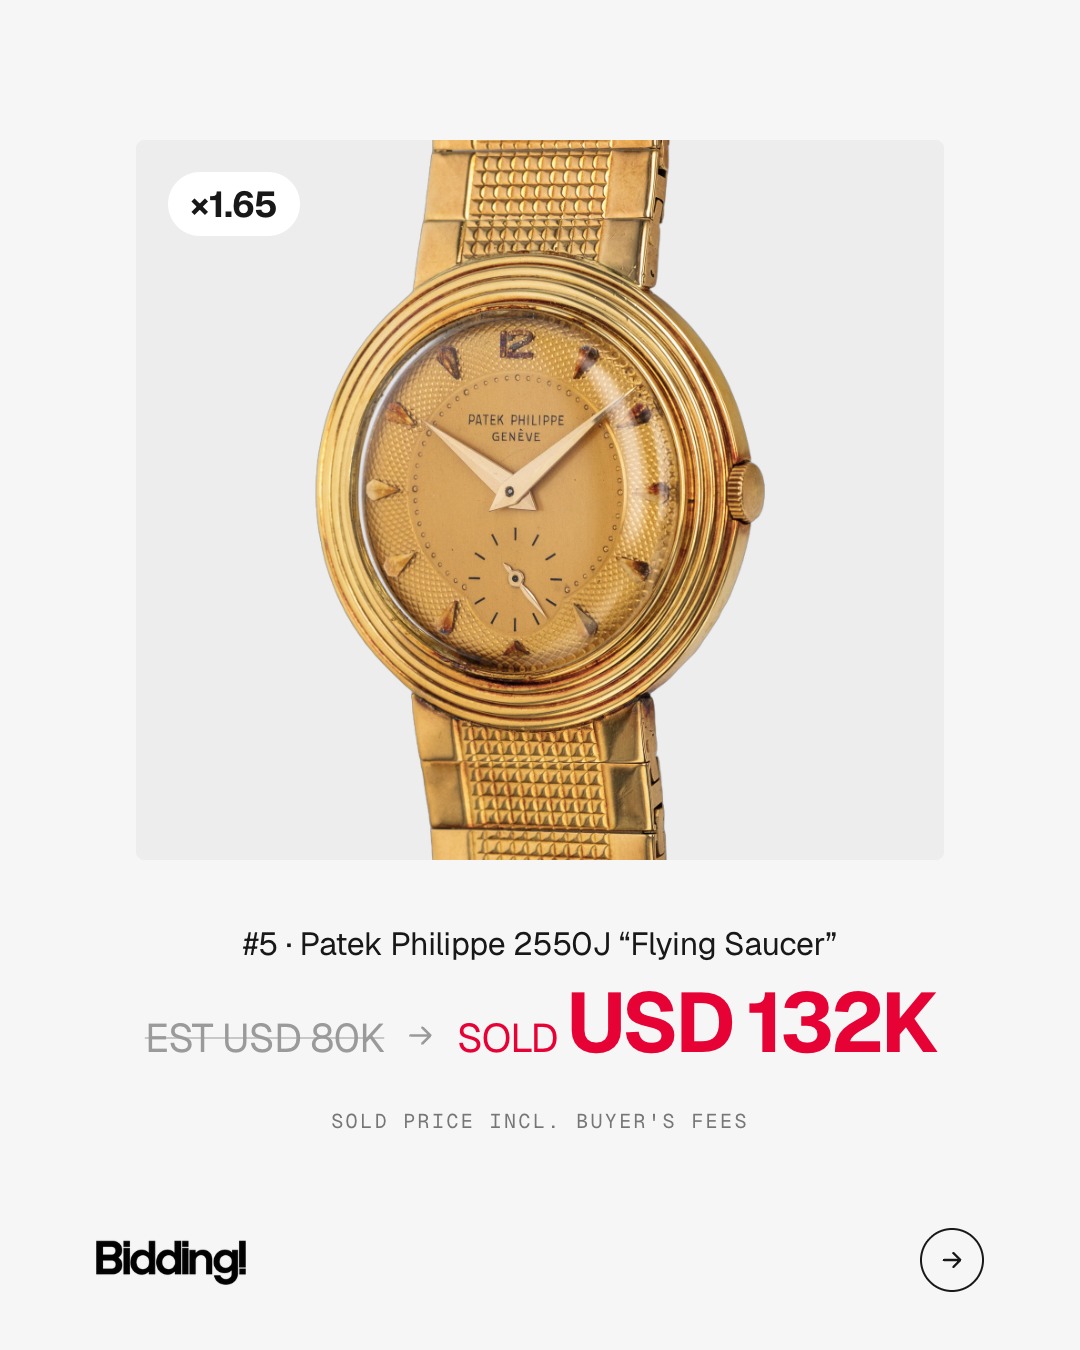 ×1.65
12
PATEK PHILIPPE
GENÈVE
#5 · Patek Philippe 2550J “Flying Saucer”
EST USD 80K → SOLD USD 132K
SOLD PRICE INCL. BUYER'S FEES
Bidding!